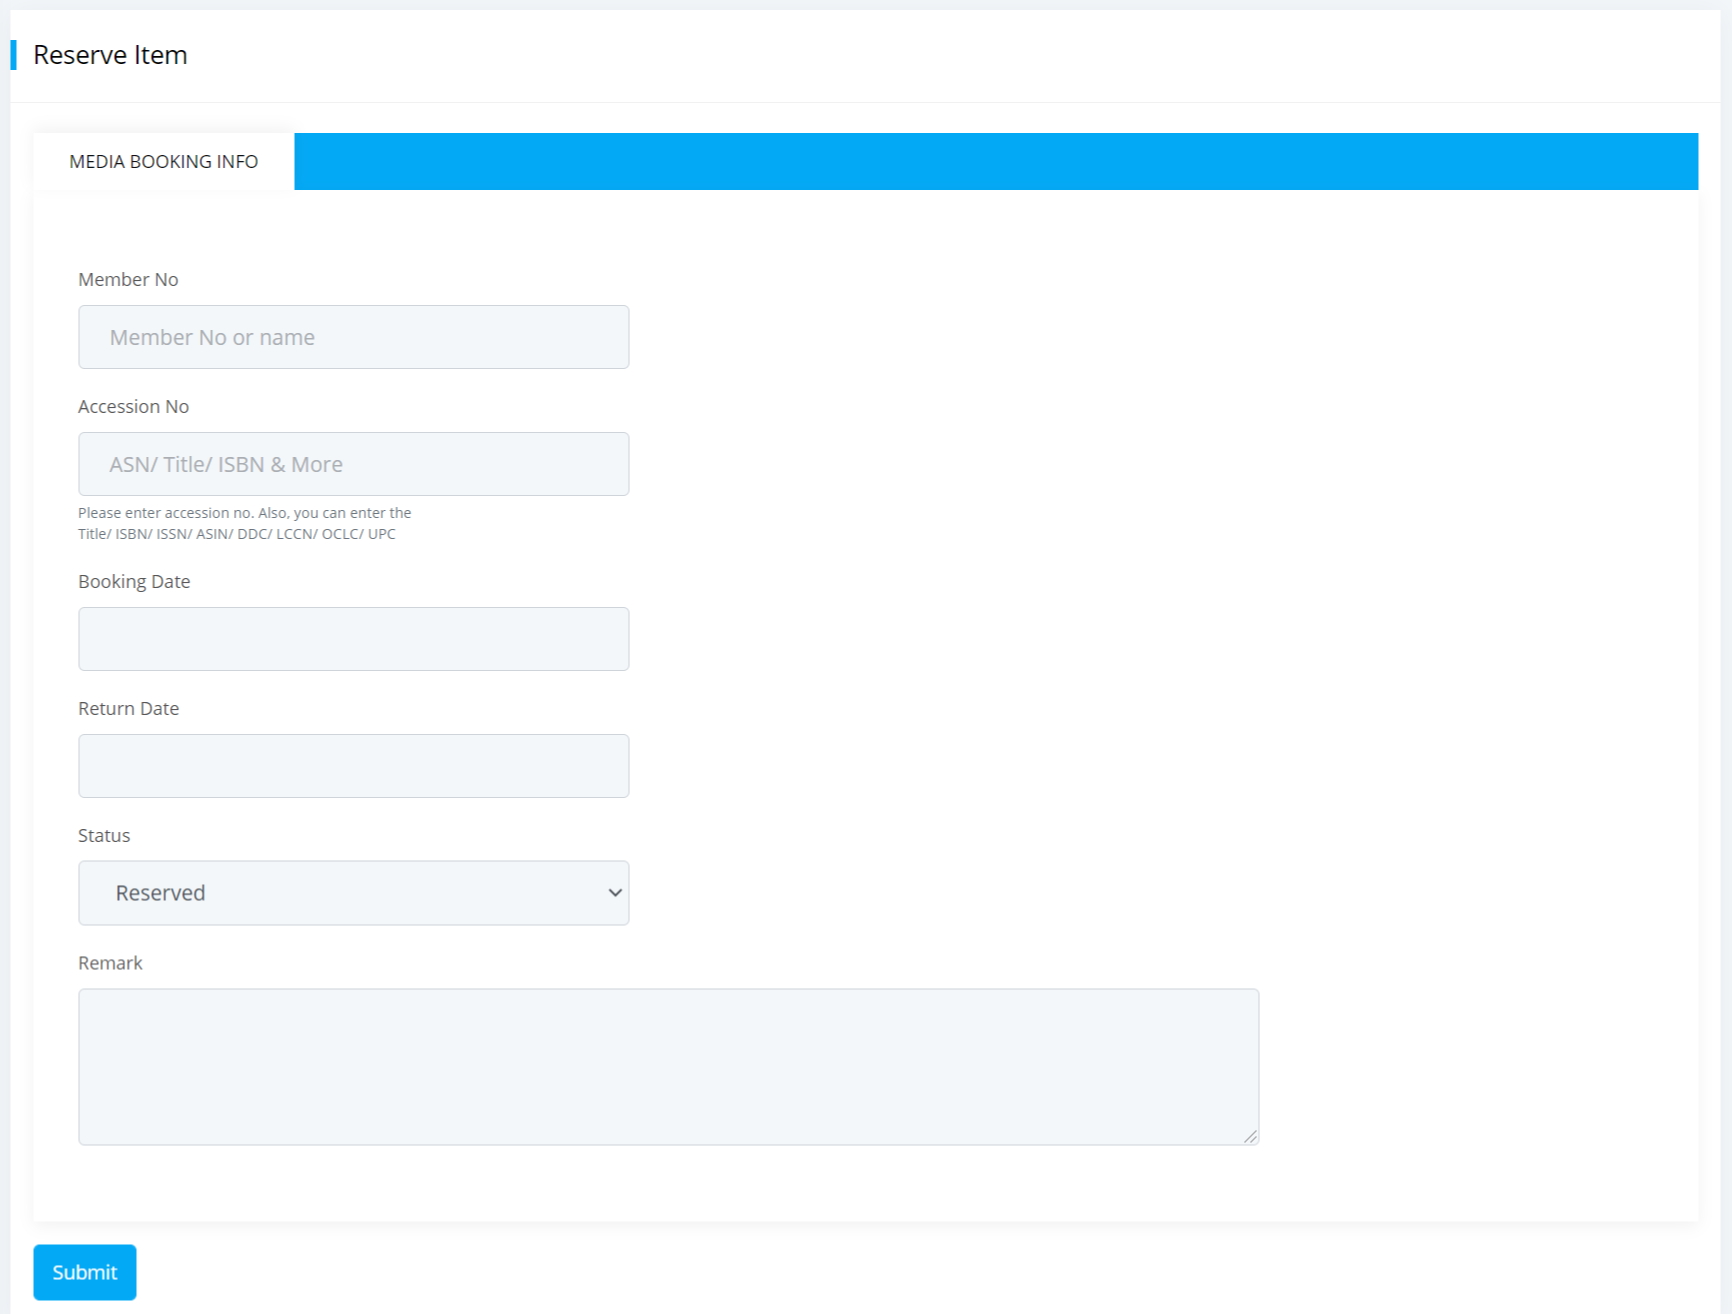 Reserve Item
MEDIA BOOKING INFO
Member No
Member No or name
Accession No
ASN/ Title/ ISBN & More
Please enter accession no. Also, you can enter the
Title/ ISBN/ ISSN/ ASIN/ DDC/ LCCN/ OCLC/ UPC
Booking Date
Return Date
Status
Reserved
Remark
Submit